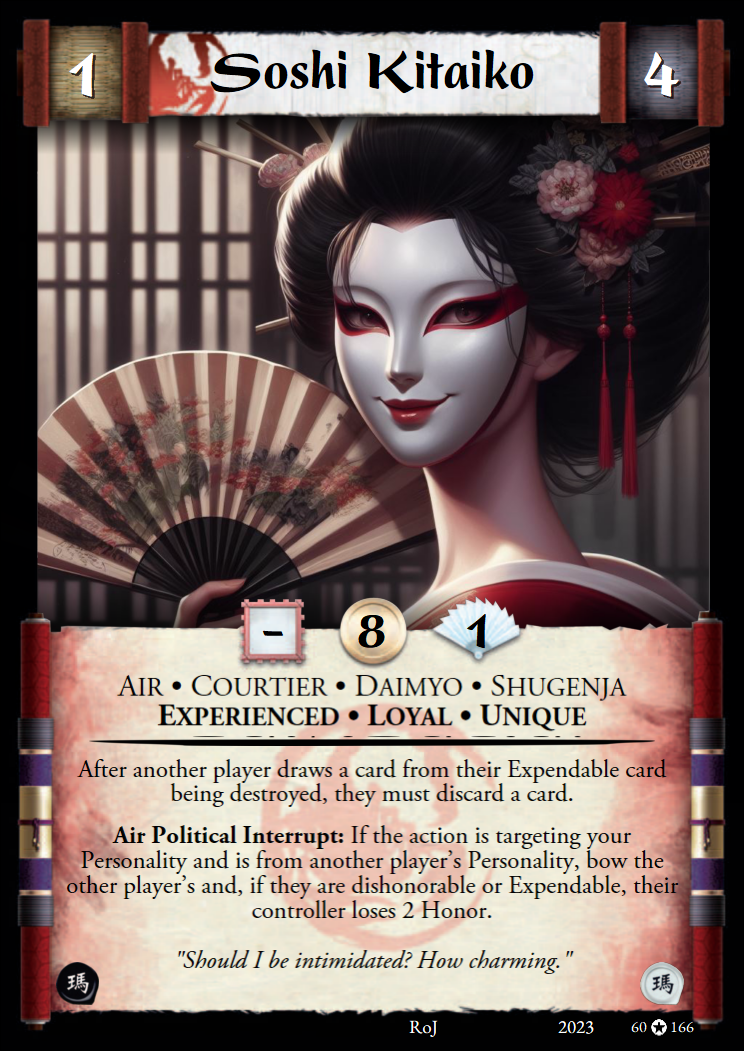 1 Soshi Kitaiko 4
- 8 1
AIR • COURTIER • DAIMYO • SHUGENJA
EXPERIENCED • LOYAL • UNIQUE
After another player draws a card from their Expendable card
being destroyed, they must discard a card.
Air Political Interrupt: If the action is targeting your
Personality and is from another player's Personality, bow the
other player's and, if they are dishonorable or Expendable, their
controller loses 2 Honor.
"Should I be intimidated? How charming."
瑪 瑪
RoJ 2023 60 ✪ 166